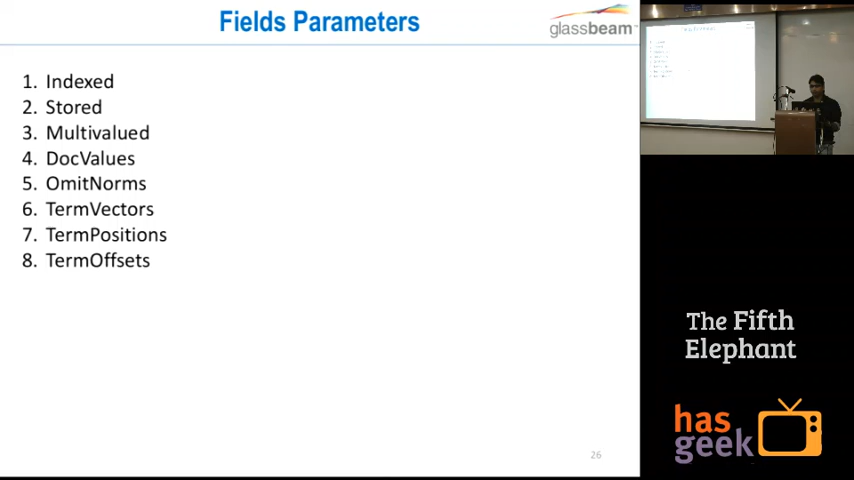 Fields Parameters
glassbeam
1. Indexed
2. Stored
3. Multivalued
4. DocValues
5. OmitNorms
6. TermVectors
7. TermPositions
8. TermOffsets
26
The Fifth
Elephant
has
geek